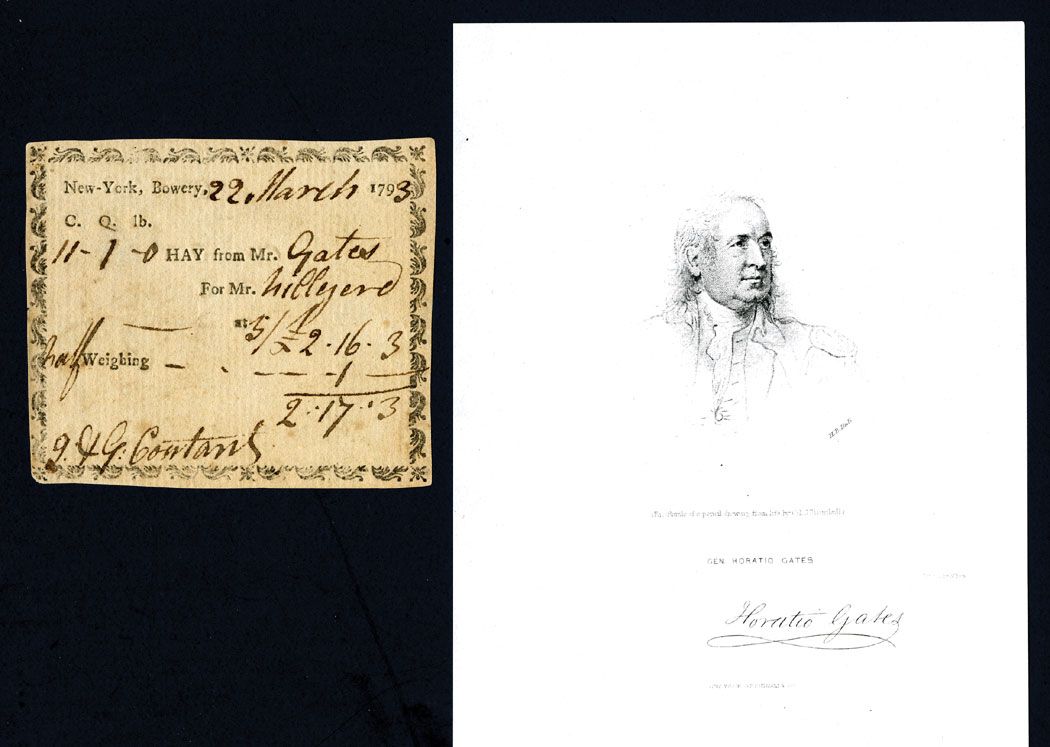 New-York, Bowery, 22, March 1793
C. Q. lb.
11 - 1 - 0 HAY from Mr. Gates
For Mr. hillyerd
at 5/ £ 2 . 16 . 3
half Weighing - . - - 1 -
2 . 17 . 3
J. & G. Coutant
GEN HORATIO GATES
Horatio Gates